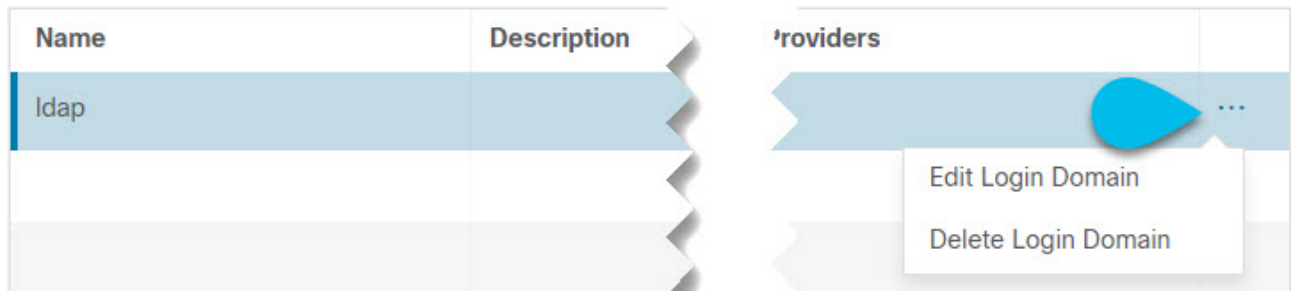 Name Description Providers
ldap ...
Edit Login Domain
Delete Login Domain